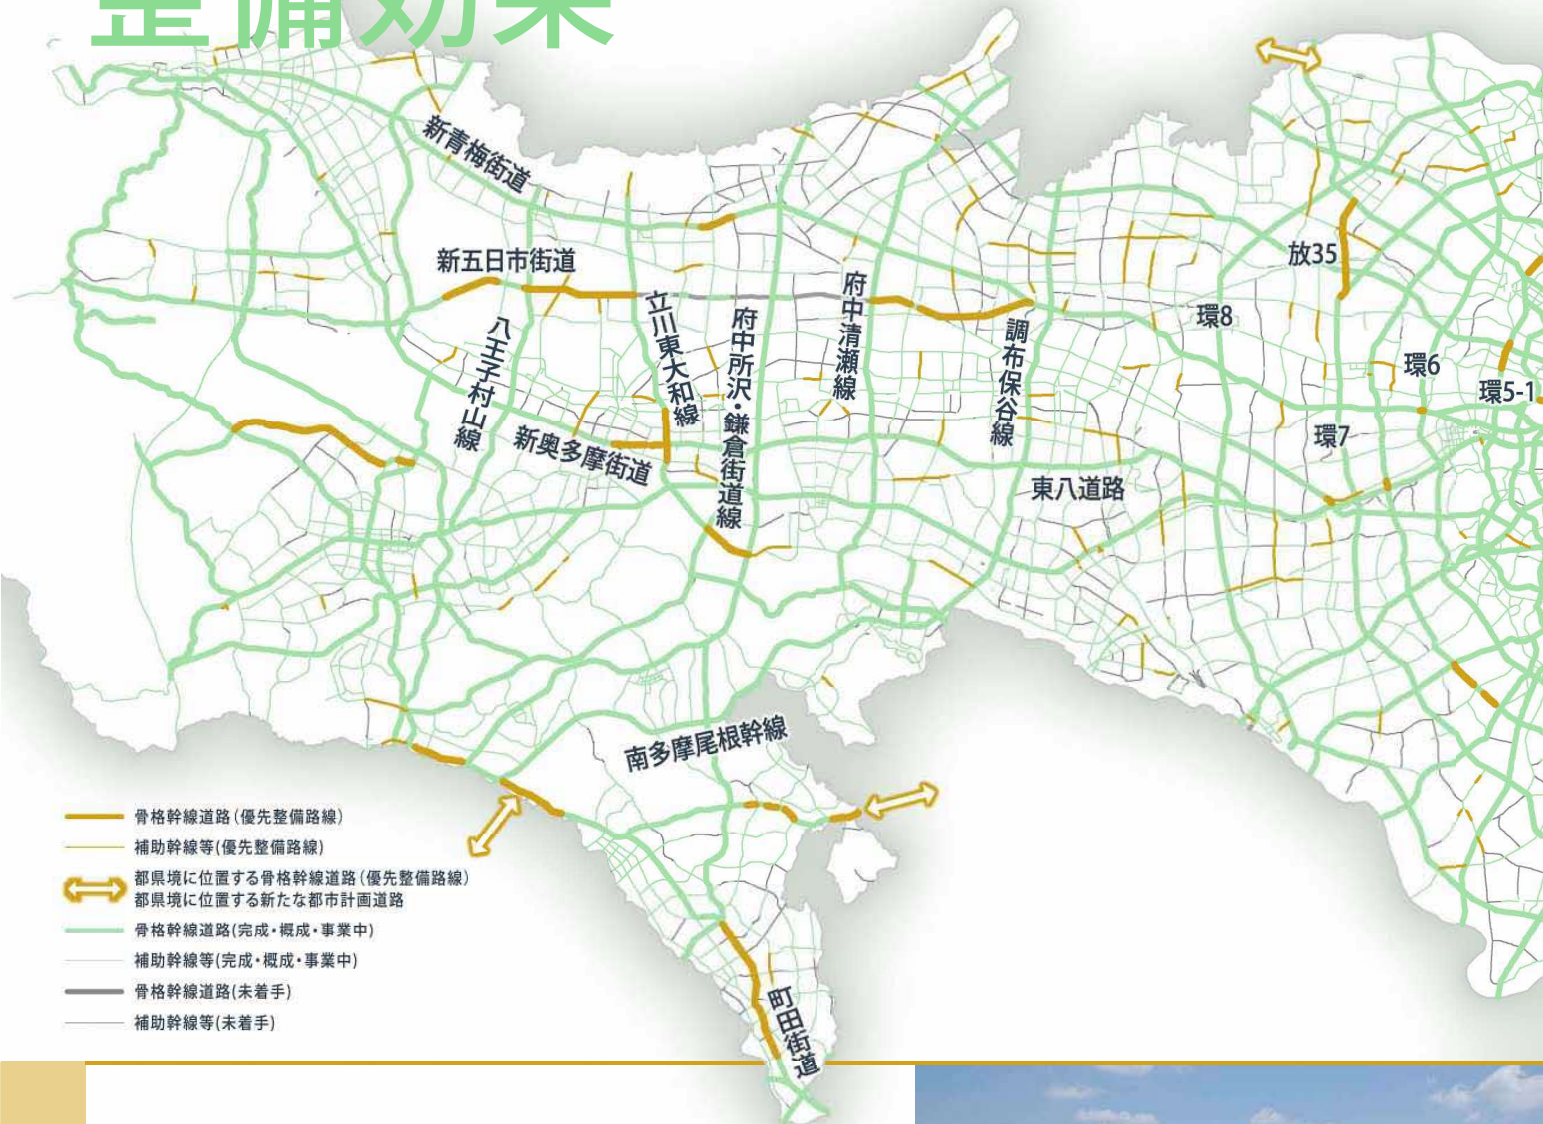 整備効果
新青梅街道
新五日市街道
八王子村山線
立川東大和線
府中所沢・鎌倉街道線
府中清瀬線
調布保谷線
放35
環8
環6
環5-1
環7
新奥多摩街道
東八道路
南多摩尾根幹線
町田街道
骨格幹線道路(優先整備路線)
補助幹線等(優先整備路線)
都県境に位置する骨格幹線道路(優先整備路線)
都県境に位置する新たな都市計画道路
骨格幹線道路(完成・概成・事業中)
補助幹線等(完成・概成・事業中)
骨格幹線道路(未着手)
補助幹線等(未着手)